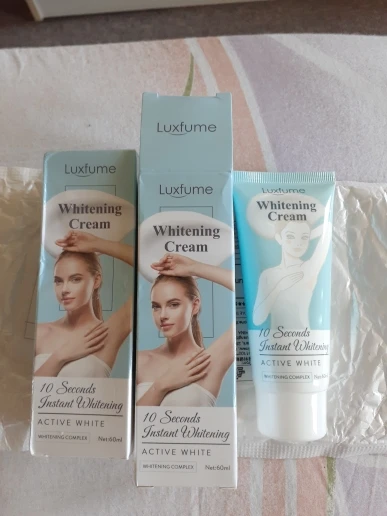 Luxfume
Luxfume
Whitening
Cream
10 Seconds
Instant Whitening
ACTIVE WHITE
WHITENING COMPLEX Net:60ml
Luxfume
Whitening
Cream
10 Seconds
Instant Whitening
ACTIVE WHITE
WHITENING COMPLEX Net:60ml
Luxfume
Whitening
Cream
10 Seconds
Instant Whitening
ACTIVE WHITE
WHITENING COMPLEX